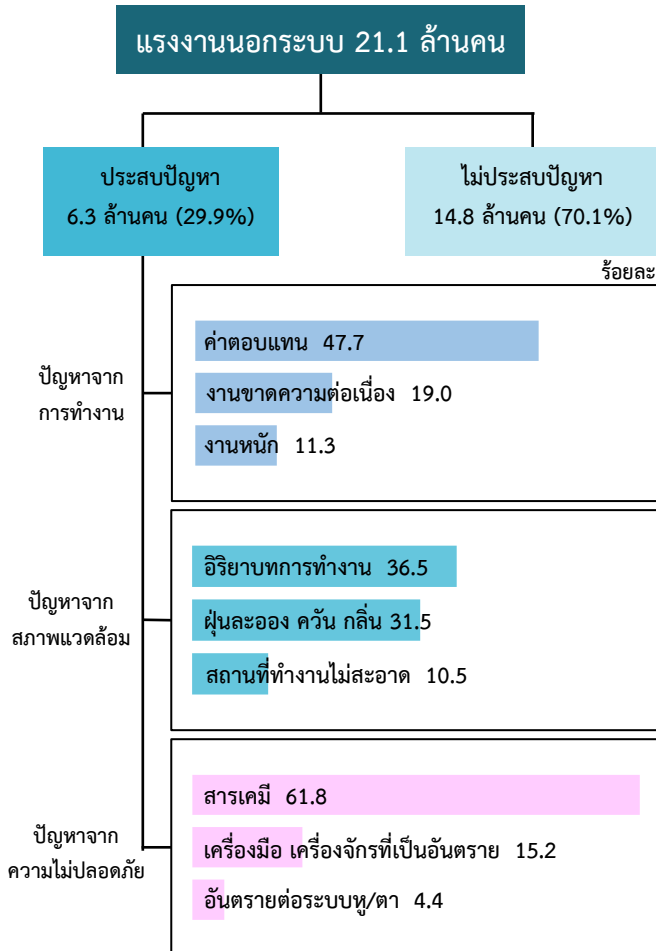 แรงงานนอกระบบ 21.1 ล้านคน
ประสบปัญหา
6.3 ล้านคน (29.9%)
ไม่ประสบปัญหา
14.8 ล้านคน (70.1%)
ร้อยละ
ปัญหาจาก
การทำงาน
ค่าตอบแทน 47.7
งานขาดความต่อเนื่อง 19.0
งานหนัก 11.3
ปัญหาจาก
สภาพแวดล้อม
อิริยาบทการทำงาน 36.5
ฝุ่นละออง ควัน กลิ่น 31.5
สถานที่ทำงานไม่สะอาด 10.5
ปัญหาจาก
ความไม่ปลอดภัย
สารเคมี 61.8
เครื่องมือ เครื่องจักรที่เป็นอันตราย 15.2
อันตรายต่อระบบหู/ตา 4.4